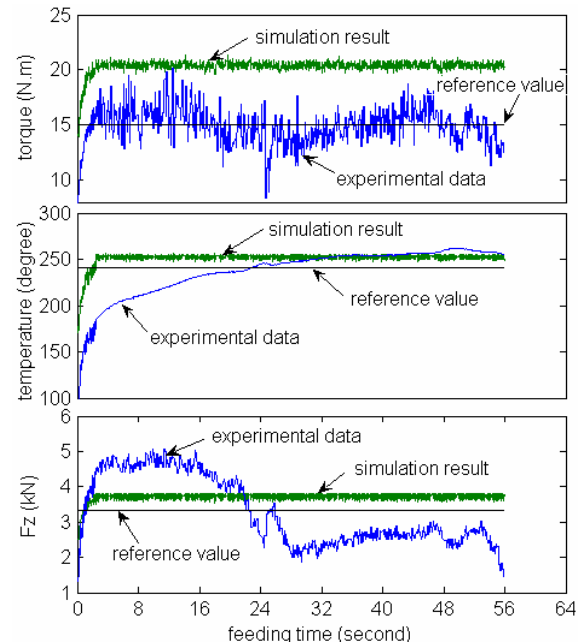 25
20
15
10
torque (N.m)
simulation result
reference value
experimental data
300
250
200
150
100
temperature (degree)
simulation result
reference value
experimental data
6
5
4
3
2
1
Fz (kN)
experimental data
simulation result
reference value
0 8 16 24 32 40 48 56 64
feeding time (second)